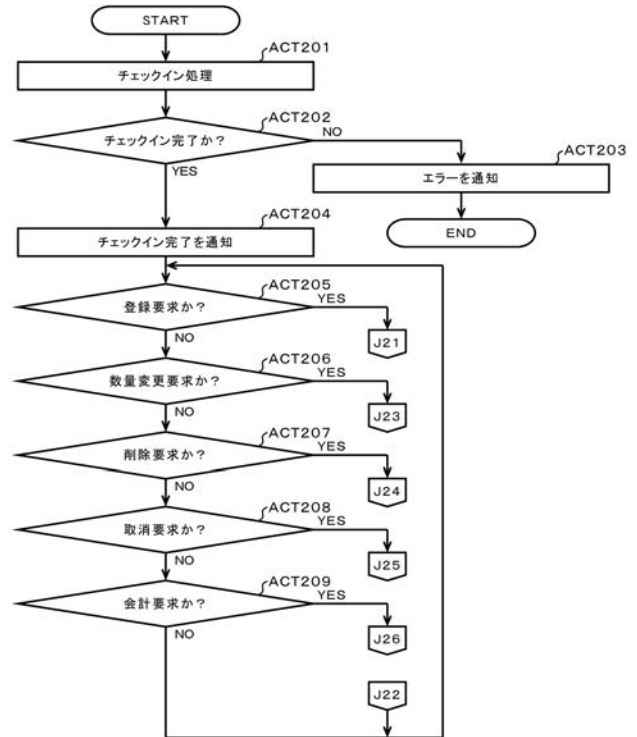 START
ACT201
チェックイン処理
ACT202
チェックイン完了か?
NO
YES
ACT203
エラーを通知
END
ACT204
チェックイン完了を通知
ACT205
登録要求か?
YES
NO
J21
ACT206
数量変更要求か?
YES
NO
J23
ACT207
削除要求か?
YES
NO
J24
ACT208
取消要求か?
YES
NO
J25
ACT209
会計要求か?
YES
NO
J26
J22